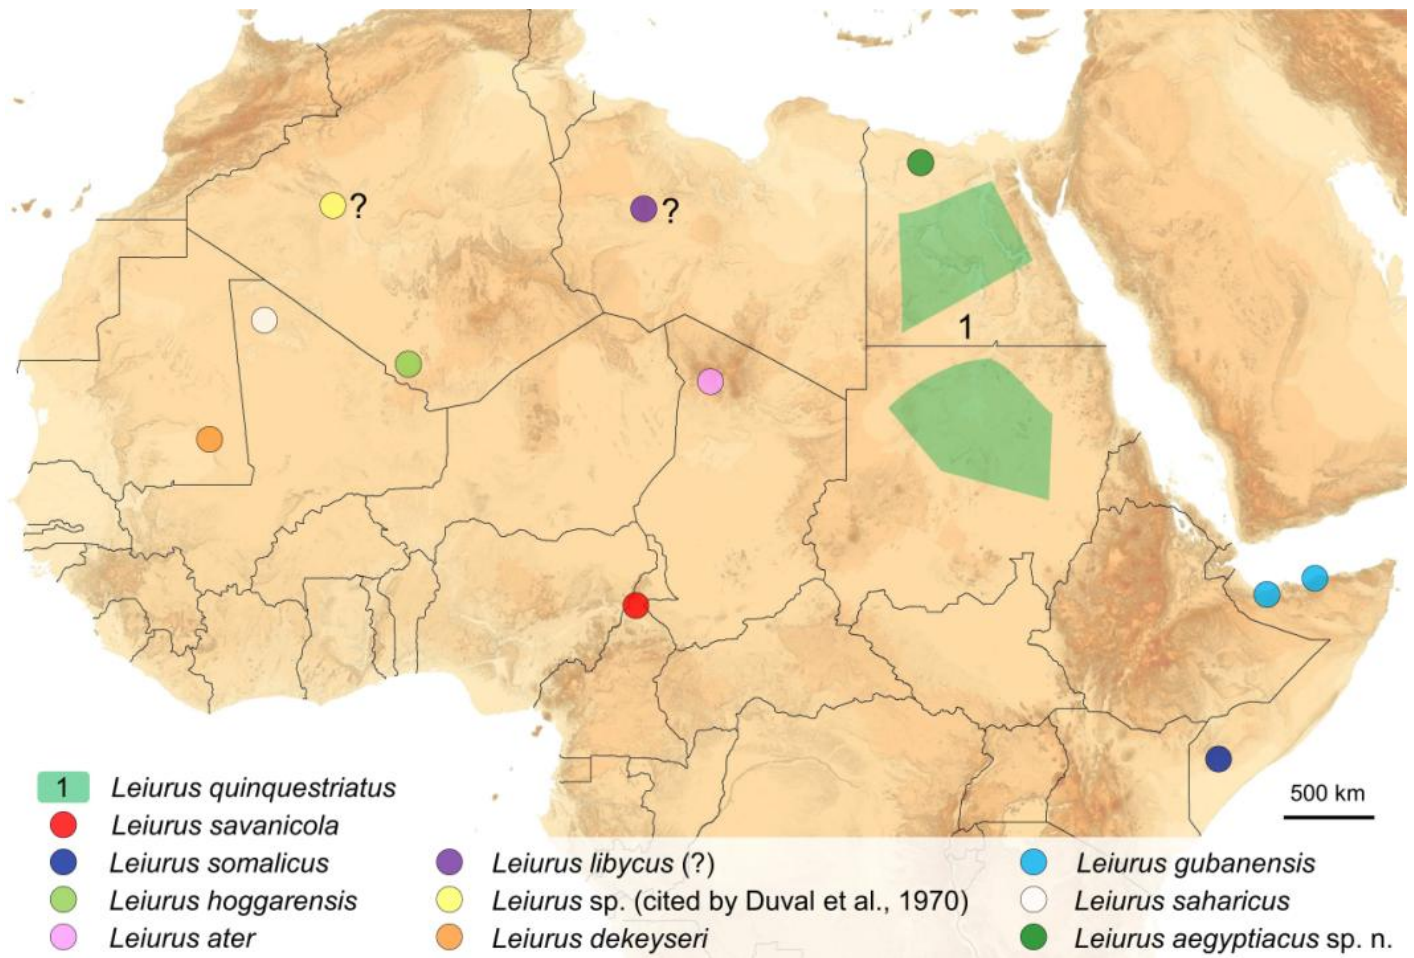 ?
?
1
500 km
1 Leiurus quinquestriatus
Leiurus savanicola
Leiurus somalicus
Leiurus hoggarensis
Leiurus ater
Leiurus libycus (?)
Leiurus sp. (cited by Duval et al., 1970)
Leiurus dekeyseri
Leiurus gubanensis
Leiurus saharicus
Leiurus aegyptiacus sp. n.